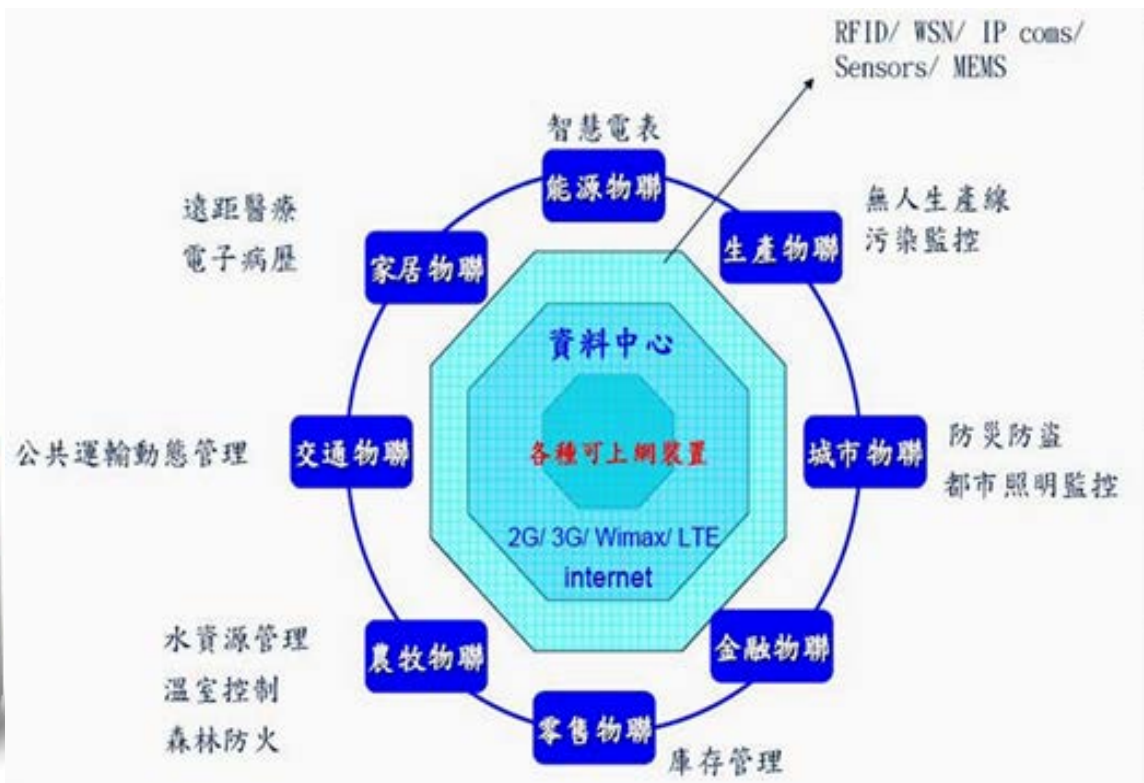 RFID/ WSN/ IP coms/
Sensors/ MEMS
智慧電表
能源物聯
遠距醫療
電子病歷
家居物聯
無人生產線
污染監控
生產物聯
資料中心
各種可上網裝置
2G/ 3G/ Wimax/ LTE
internet
公共運輸動態管理
交通物聯
城市物聯
防災防盜
都市照明監控
水資源管理
溫室控制
森林防火
農牧物聯
金融物聯
零售物聯
庫存管理